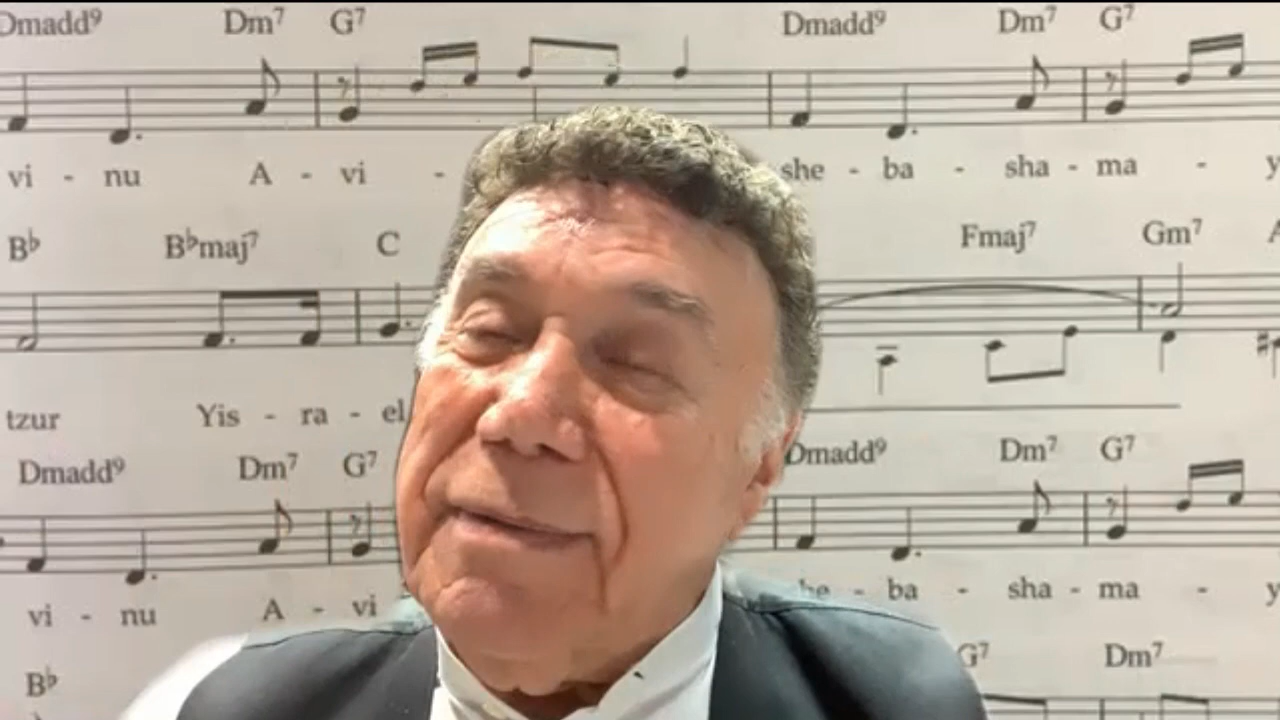 Dmadd9 Dm7 G7 Dmadd9 Dm7 G7
vi - nu A - vi - she - ba - sha - ma - y
B♭ B♭maj7 C Fmaj7 Gm7 A
tzur Yis - ra - el
Dmadd9 Dm7 G7 Dmadd9 Dm7 G7
vi - nu A - vi he - ba - sha - ma - y
B♭ G7 Dm7